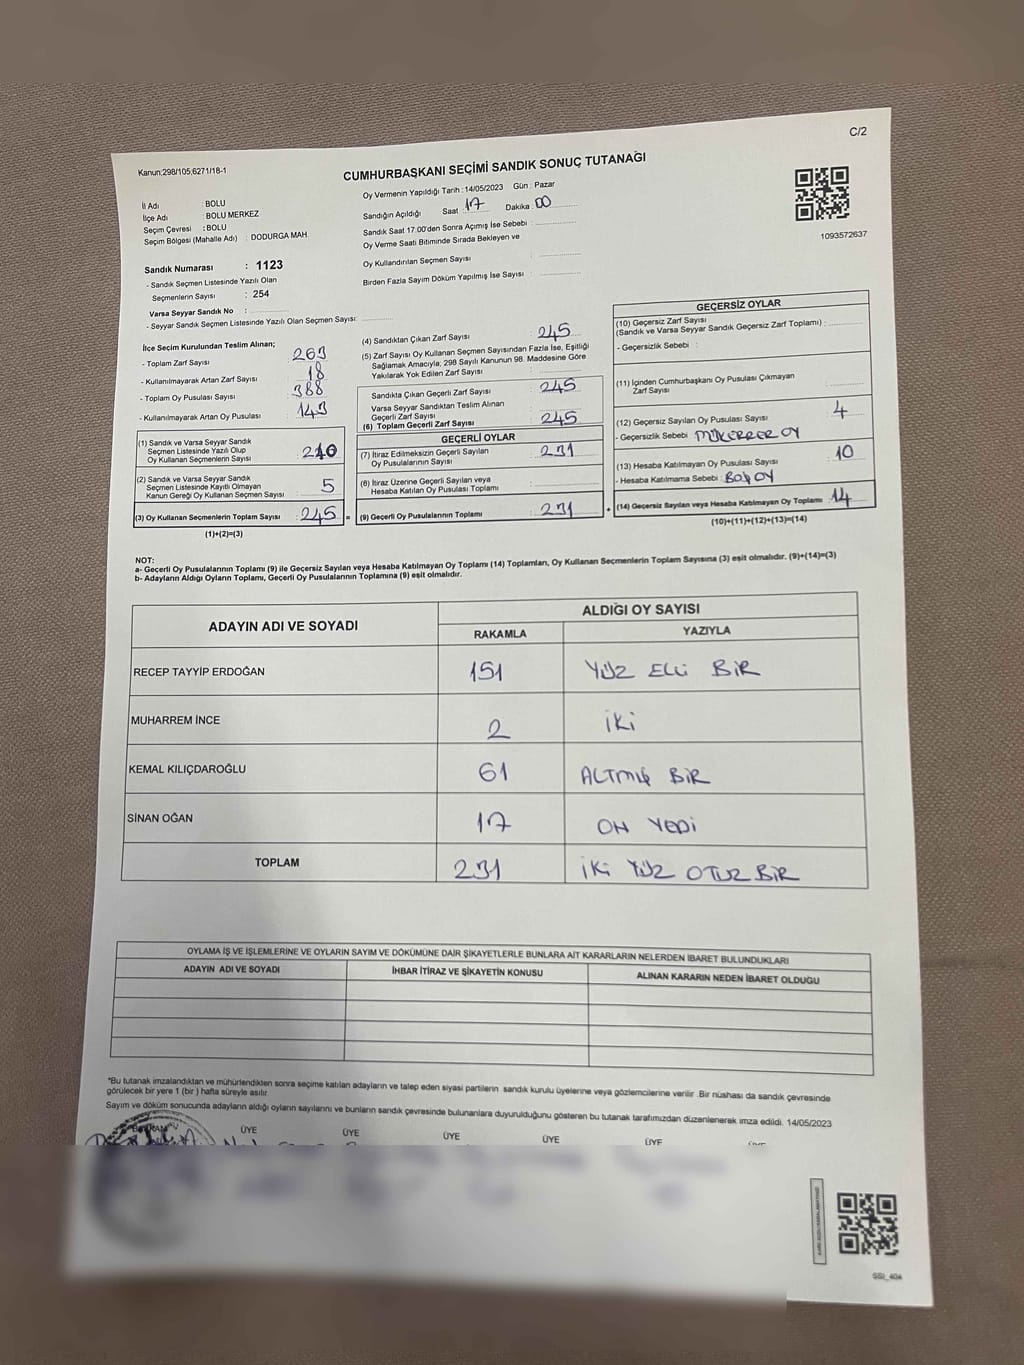 C/2
Kanun:298/105,6271/18-1
CUMHURBAŞKANI SEÇİMİ SANDIK SONUÇ TUTANAĞI
1093572637
İl Adı : BOLU
İlçe Adı : BOLU MERKEZ
Seçim Çevresi : BOLU
Seçim Bölgesi (Mahalle Adı) : DODURGA MAH
Sandık Numarası : 1123
- Sandık Seçmen Listesinde Yazılı Olan
Seçmenlerin Sayısı : 254
Varsa Seyyar Sandık No :
- Seyyar Sandık Seçmen Listesinde Yazılı Olan Seçmen Sayısı:
Oy Vermenin Yapıldığı Tarih :14/05/2023 Gün : Pazar
Sandığın Açıldığı Saat 17 Dakika 00
Sandık Saat 17:00'den Sonra Açımış İse Sebebi :
Oy Verme Saati Bitiminde Sırada Bekleyen ve
Oy Kullandırılan Seçmen Sayısı :
Birden Fazla Sayım Döküm Yapılmış İse Sayısı :
İlçe Seçim Kurulundan Teslim Alınan;
- Toplam Zarf Sayısı : 263
- Kullanılmayarak Artan Zarf Sayısı : 18
- Toplam Oy Pusulası Sayısı : 388
- Kullanılmayarak Artan Oy Pusulası : 143
(1) Sandık ve Varsa Seyyar Sandık
Seçmen Listesinde Yazılı Olup
Oy Kullanan Seçmenlerin Sayısı : 240
(2) Sandık ve Varsa Seyyar Sandık
Seçmen Listesinde Kayıtlı Olmayan
Kanun Gereği Oy Kullanan Seçmen Sayısı : 5
(3) Oy Kullanan Seçmenlerin Toplam Sayısı : 245 =
(1)+(2)=(3)
(4) Sandıktan Çıkan Zarf Sayısı : 245
(5) Zarf Sayısı Oy Kullanan Seçmen Sayısından Fazla İse, Eşitliği
Sağlamak Amacıyla, 298 Sayılı Kanunun 98. Maddesine Göre
Yakılarak Yok Edilen Zarf Sayısı :
Sandıkta Çıkan Geçerli Zarf Sayısı : 245
Varsa Seyyar Sandıktan Teslim Alınan
Geçerli Zarf Sayısı :
(6) Toplam Geçerli Zarf Sayısı : 245
GEÇERLİ OYLAR
(7) İtiraz Edilmeksizin Geçerli Sayılan
Oy Pusulalarının Sayısı : 231
(8) İtiraz Üzerine Geçerli Sayılan veya
Hesaba Katılan Oy Pusulası Toplamı :
(9) Geçerli Oy Pusulalarının Toplamı : 231 +
GEÇERSİZ OYLAR
(10) Geçersiz Zarf Sayısı
(Sandık ve Varsa Seyyar Sandık Geçersiz Zarf Toplamı) :
- Geçersizlik Sebebi :
(11) İçinden Cumhurbaşkanı Oy Pusulası Çıkmayan
Zarf Sayısı :
(12) Geçersiz Sayılan Oy Pusulası Sayısı : 4
- Geçersizlik Sebebi : MÜKERRER OY
(13) Hesaba Katılmayan Oy Pusulası Sayısı : 10
- Hesaba Katılmama Sebebi : BOŞ OY
(14) Geçersiz Sayılan veya Hesaba Katılmayan Oy Toplamı : 14
(10)+(11)+(12)+(13)=(14)
NOT:
a- Geçerli Oy Pusulalarının Toplamı (9) ile Geçersiz Sayılan veya Hesaba Katılmayan Oy Toplamı (14) Toplamları, Oy Kullanan Seçmenlerin Toplam Sayısına (3) eşit olmalıdır. (9)+(14)=(3)
b- Adayların Aldığı Oyların Toplamı, Geçerli Oy Pusulalarının Toplamına (9) eşit olmalıdır.
ADAYIN ADI VE SOYADI ALDIĞI OY SAYISI
RAKAMLA YAZIYLA
RECEP TAYYİP ERDOĞAN 151 YÜZ ELLİ BİR
MUHARREM İNCE 2 İKİ
KEMAL KILIÇDAROĞLU 61 ALTMIŞ BİR
SİNAN OĞAN 17 ON YEDİ
TOPLAM 231 İKİ YÜZ OTUZ BİR
OYLAMA İŞ VE İŞLEMLERİNE VE OYLARIN SAYIM VE DÖKÜMÜNE DAİR ŞİKAYETLERLE BUNLARA AİT KARARLARIN NELERDEN İBARET BULUNDUKLARI
ADAYIN ADI VE SOYADI İHBAR İTİRAZ VE ŞİKAYETİN KONUSU ALINAN KARARIN NEDEN İBARET OLDUĞU
*Bu tutanak imzalandıktan ve mühürlendikten sonra seçime katılan adayların ve talep eden siyasi partilerin sandık kurulu üyelerine veya gözlemcilerine verilir .Bir nüshası da sandık çevresinde
görülecek bir yere 1 (bir ) hafta süreyle asılır.
Sayım ve döküm sonucunda adayların aldığı oyların sayılarını ve bunların sandık çevresinde bulunanlara duyurulduğunu gösteren bu tutanak tarafımızdan düzenlenerek imza edildi. 14/05/2023
BAŞKAN ÜYE ÜYE ÜYE ÜYE ÜYE ÜYE
SSI_404